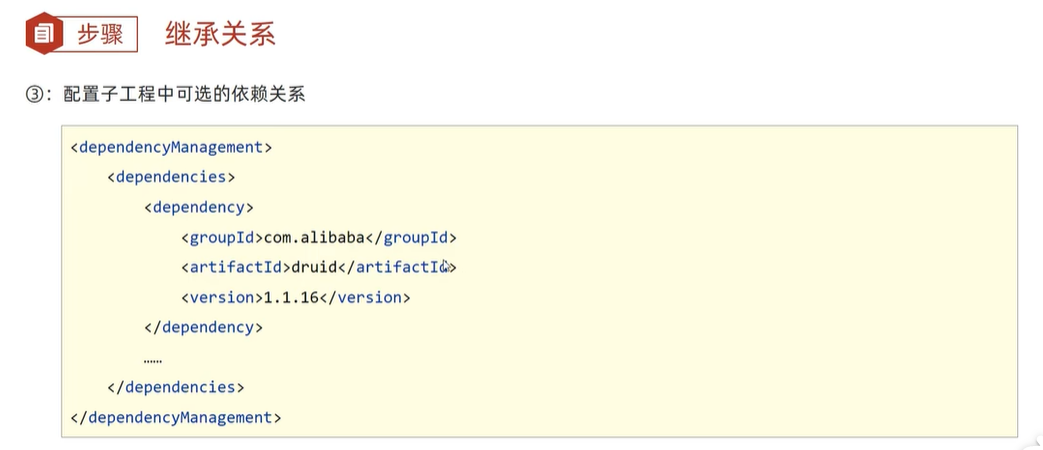 步骤 继承关系
③：配置子工程中可选的依赖关系
<dependencyManagement>
<dependencies>
<dependency>
<groupId>com.alibaba</groupId>
<artifactId>druid</artifactId>
<version>1.1.16</version>
</dependency>
……
</dependencies>
</dependencyManagement>